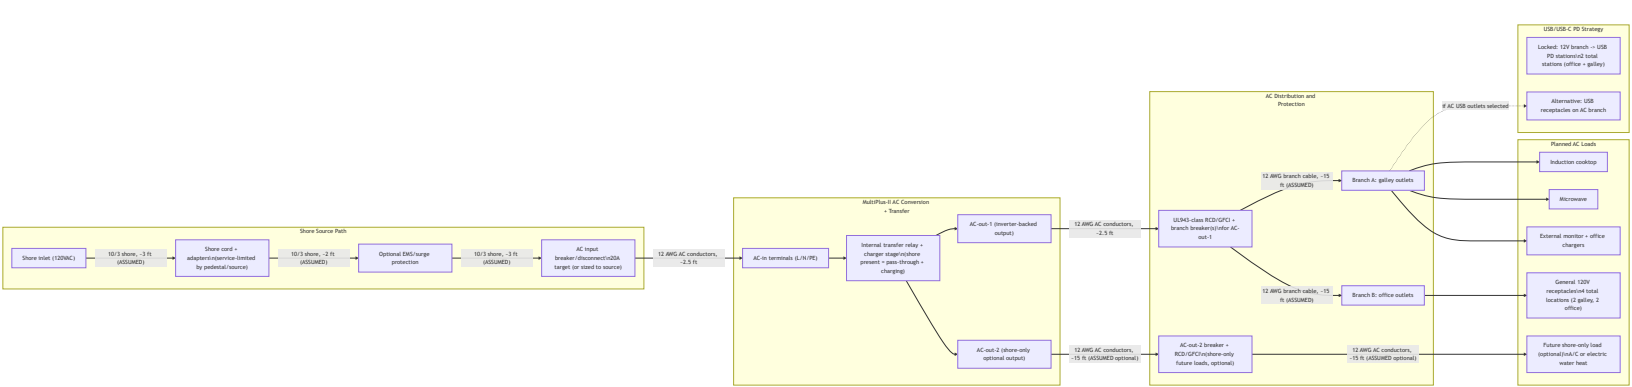 Shore Source Path
Shore inlet (120VAC)
10/3 shore, ~3 ft
(ASSUMED)
Shore cord +
adapters\n(service-limited
by pedestal/source)
10/3 shore, ~2 ft
(ASSUMED)
Optional EMS/surge
protection
10/3 shore, ~3 ft
(ASSUMED)
AC input
breaker/disconnect\n20A
target (or sized to source)
12 AWG AC conductors,
~2.5 ft
MultiPlus-II AC Conversion
+ Transfer
AC-in terminals (L/N/PE)
Internal transfer relay +
charger stage\n(shore
present = pass-through +
charging)
AC-out-1 (inverter-backed
output)
AC-out-2 (shore-only
optional output)
12 AWG AC conductors,
~2.5 ft
12 AWG AC conductors,
~15 ft (ASSUMED optional)
AC Distribution and
Protection
UL943-class RCD/GFCI +
branch breaker(s)\nfor AC-
out-1
12 AWG branch cable, ~15
ft (ASSUMED)
12 AWG branch cable, ~15
ft (ASSUMED)
Branch A: galley outlets
Branch B: office outlets
AC-out-2 breaker +
RCD/GFCI\n(shore-only
future loads, optional)
12 AWG AC conductors,
~15 ft (ASSUMED optional)
If AC USB outlets selected
USB/USB-C PD Strategy
Locked: 12V branch -> USB
PD stations\n2 total
stations (office + galley)
Alternative: USB
receptacles on AC branch
Planned AC Loads
Induction cooktop
Microwave
External monitor + office
chargers
General 120V
receptacles\n4 total
locations (2 galley, 2
office)
Future shore-only load
(optional)\nA/C or electric
water heat